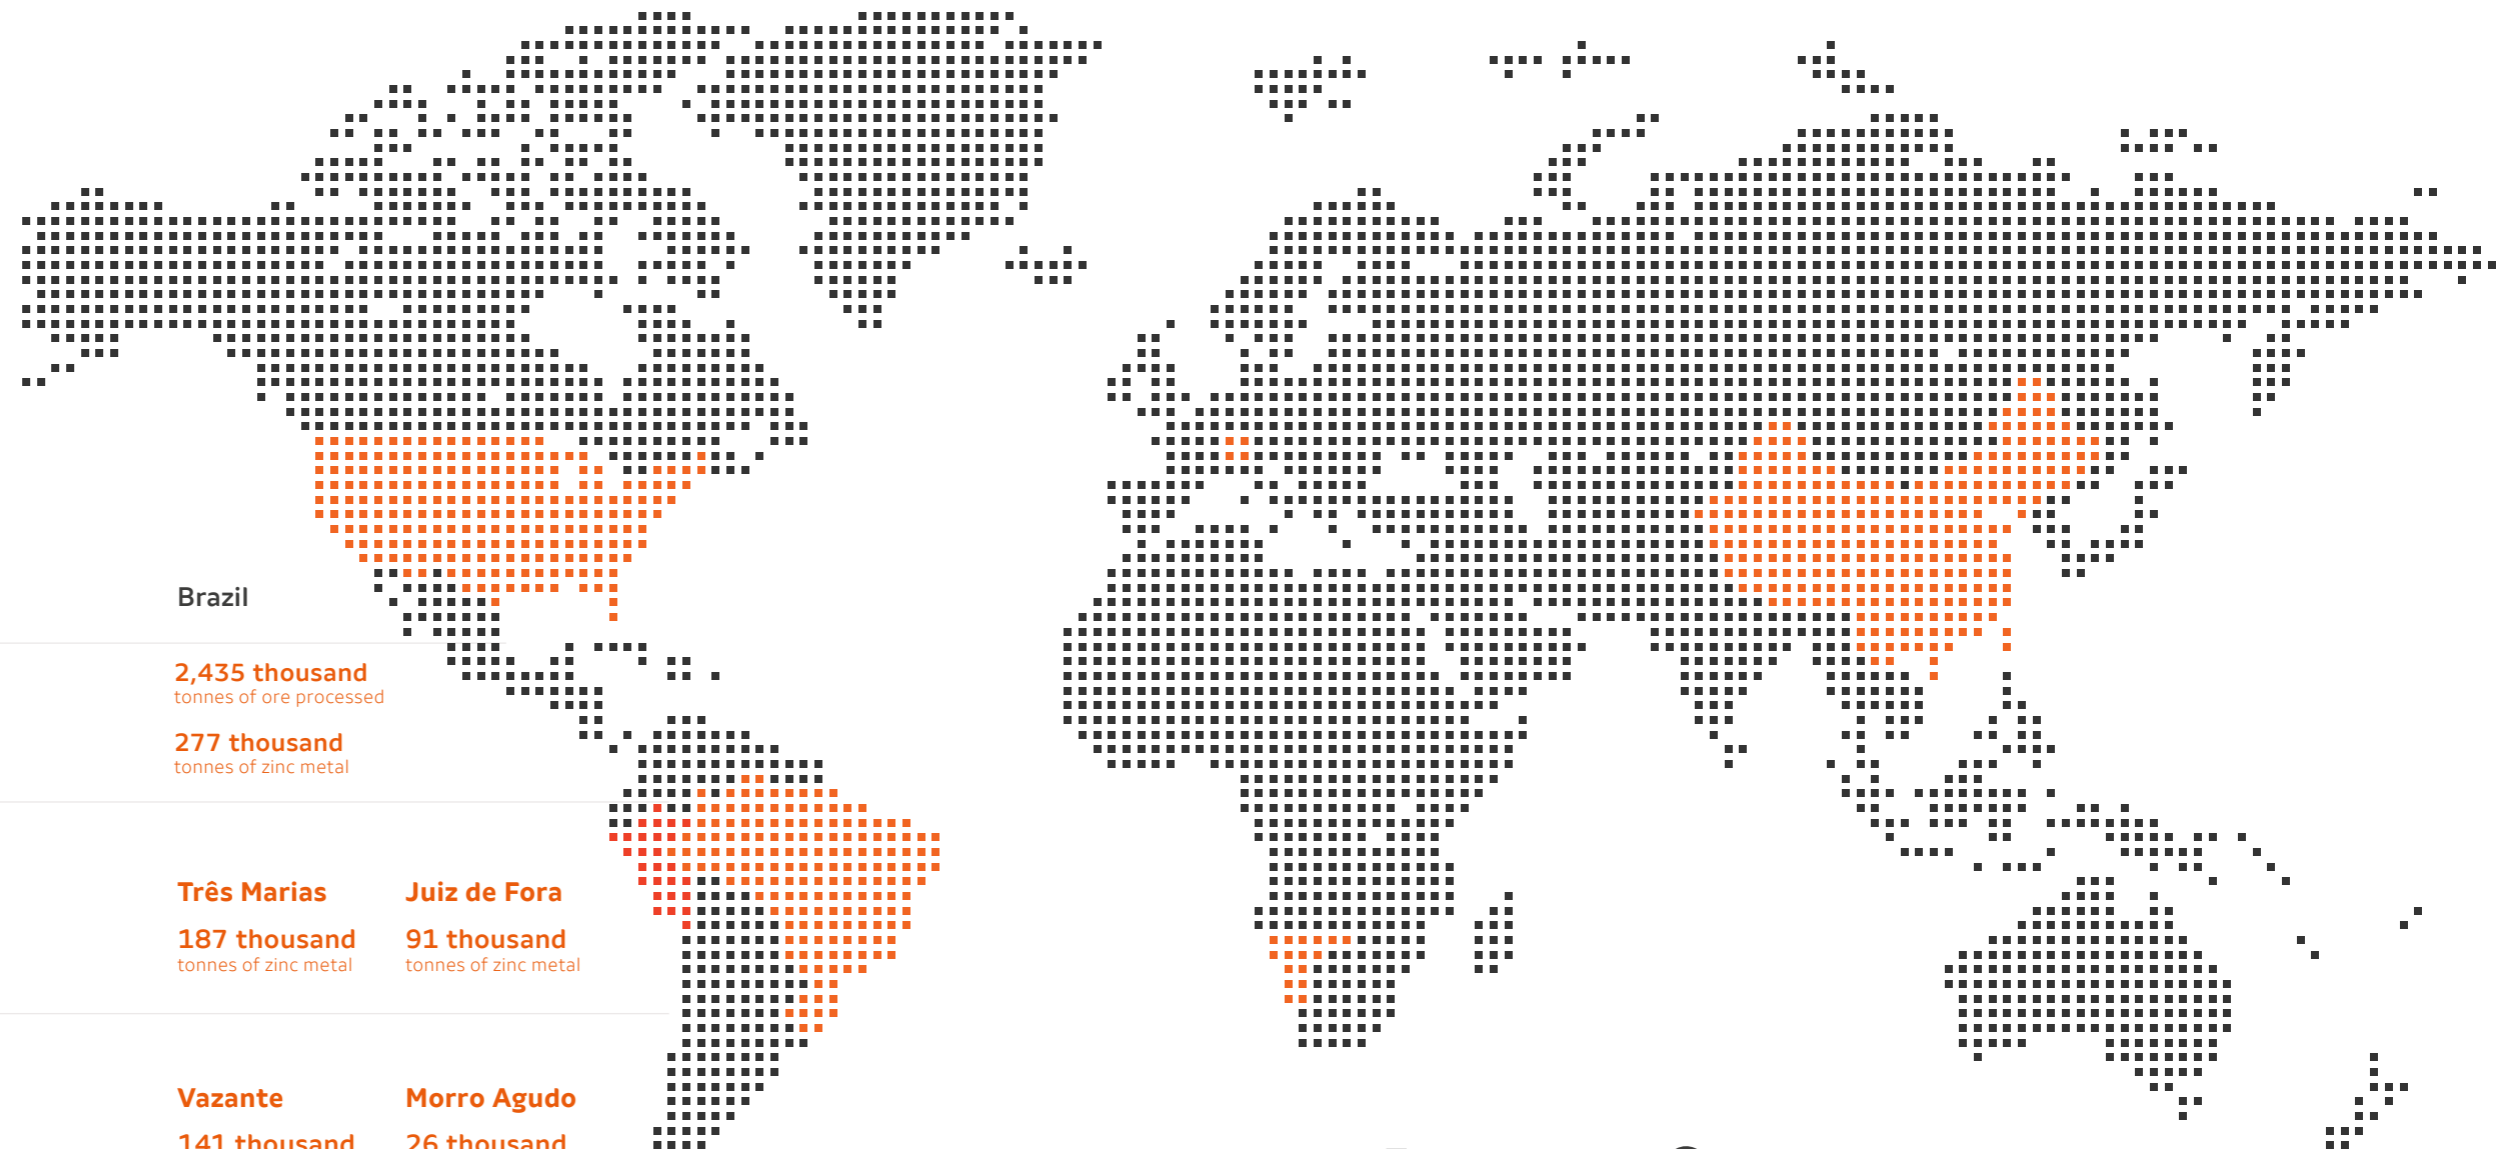 Brazil
2,435 thousand
tonnes of ore processed
277 thousand
tonnes of zinc metal
Três Marias
187 thousand
tonnes of zinc metal
Juiz de Fora
91 thousand
tonnes of zinc metal
Vazante
141 thousand
Morro Agudo
26 thousand